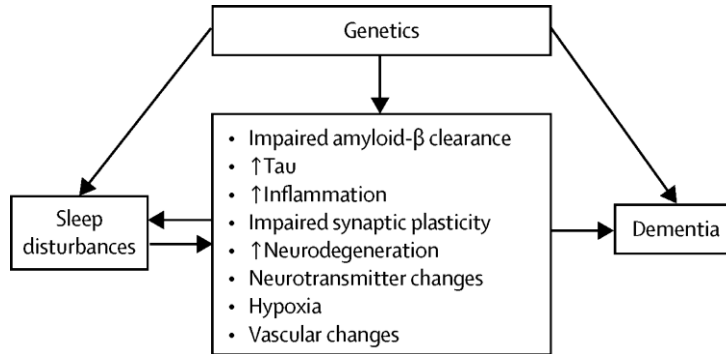 Genetics
• Impaired amyloid-β clearance
• ↑Tau
• ↑Inflammation
• Impaired synaptic plasticity
• ↑Neurodegeneration
• Neurotransmitter changes
• Hypoxia
• Vascular changes
Sleep
disturbances
Dementia